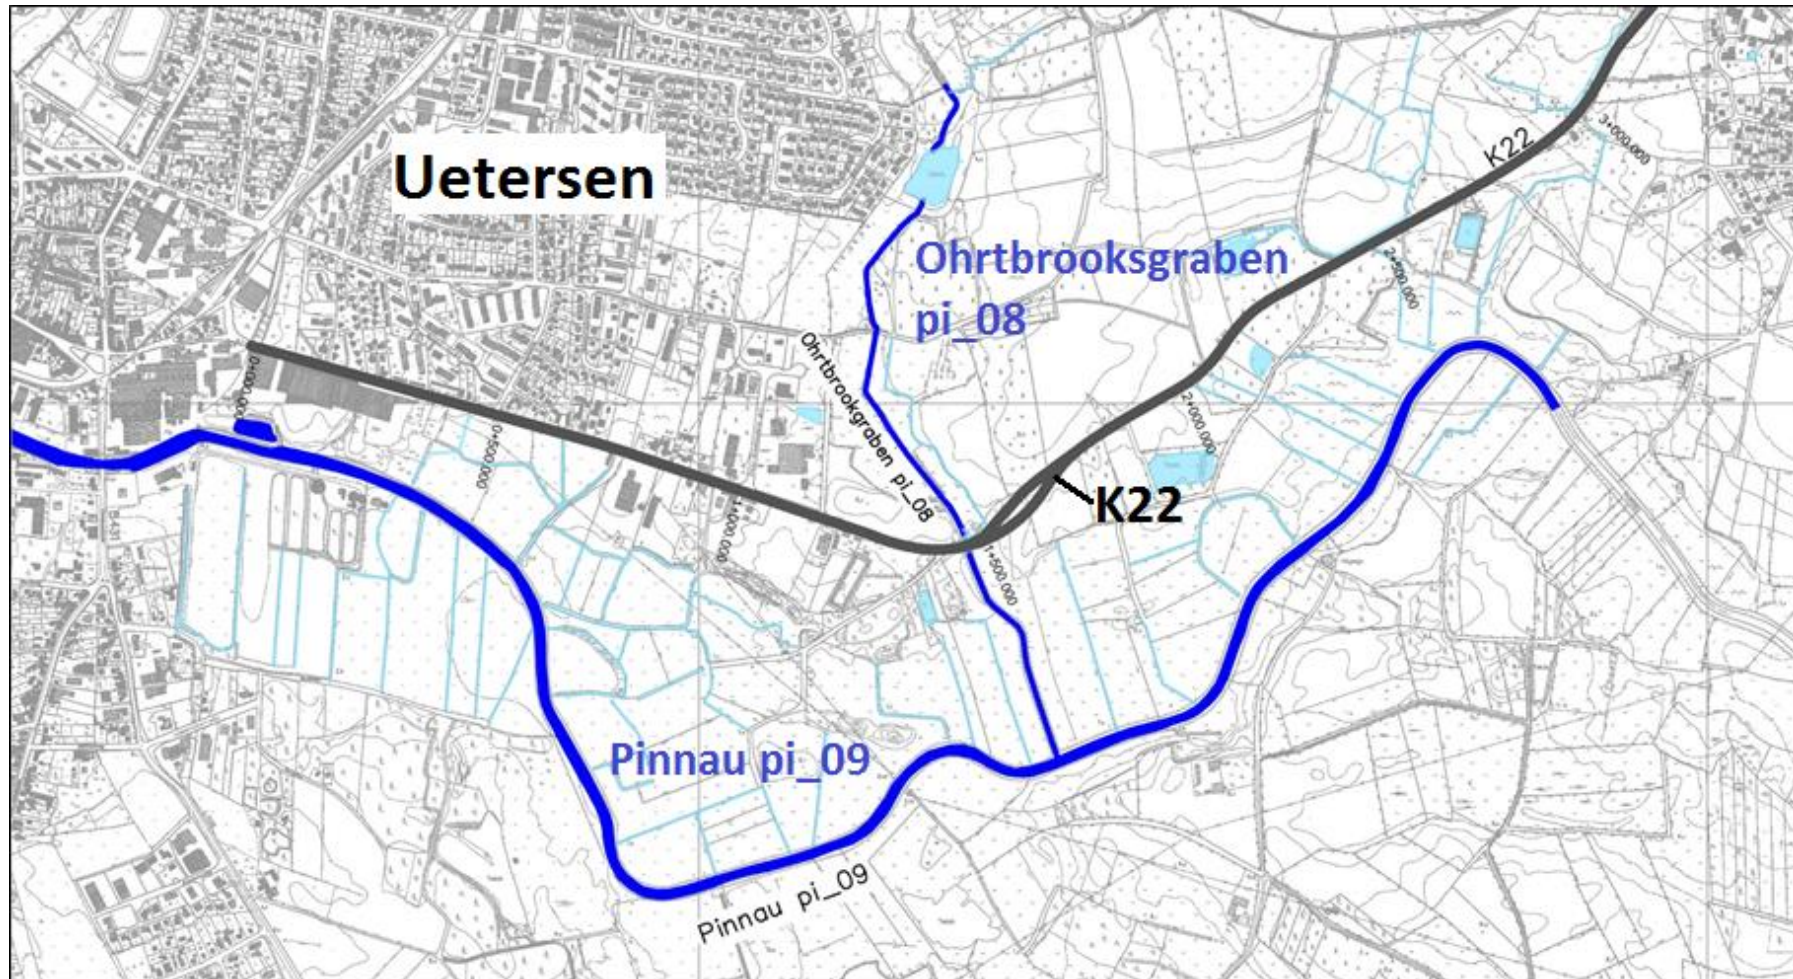 Uetersen
K22
3+000.000
Ohrtbrooksgraben
pi_08
2+500.000
Ohrtbrookgraben pi_08
0+000.000
2+000.000
0+500.000
K22
1+000.000
B431
1+500.000
Pinnau pi_09
Pinnau pi_09